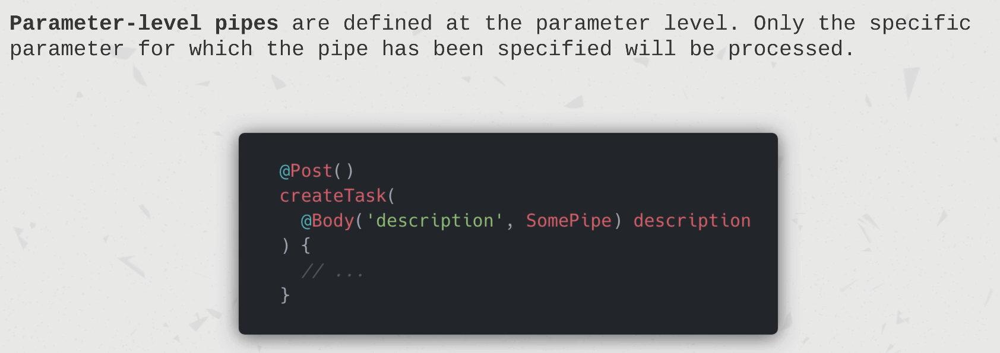 Parameter-level pipes are defined at the parameter level. Only the specific
parameter for which the pipe has been specified will be processed.
@Post()
createTask(
  @Body('description', SomePipe) description
) {
  // ...
}